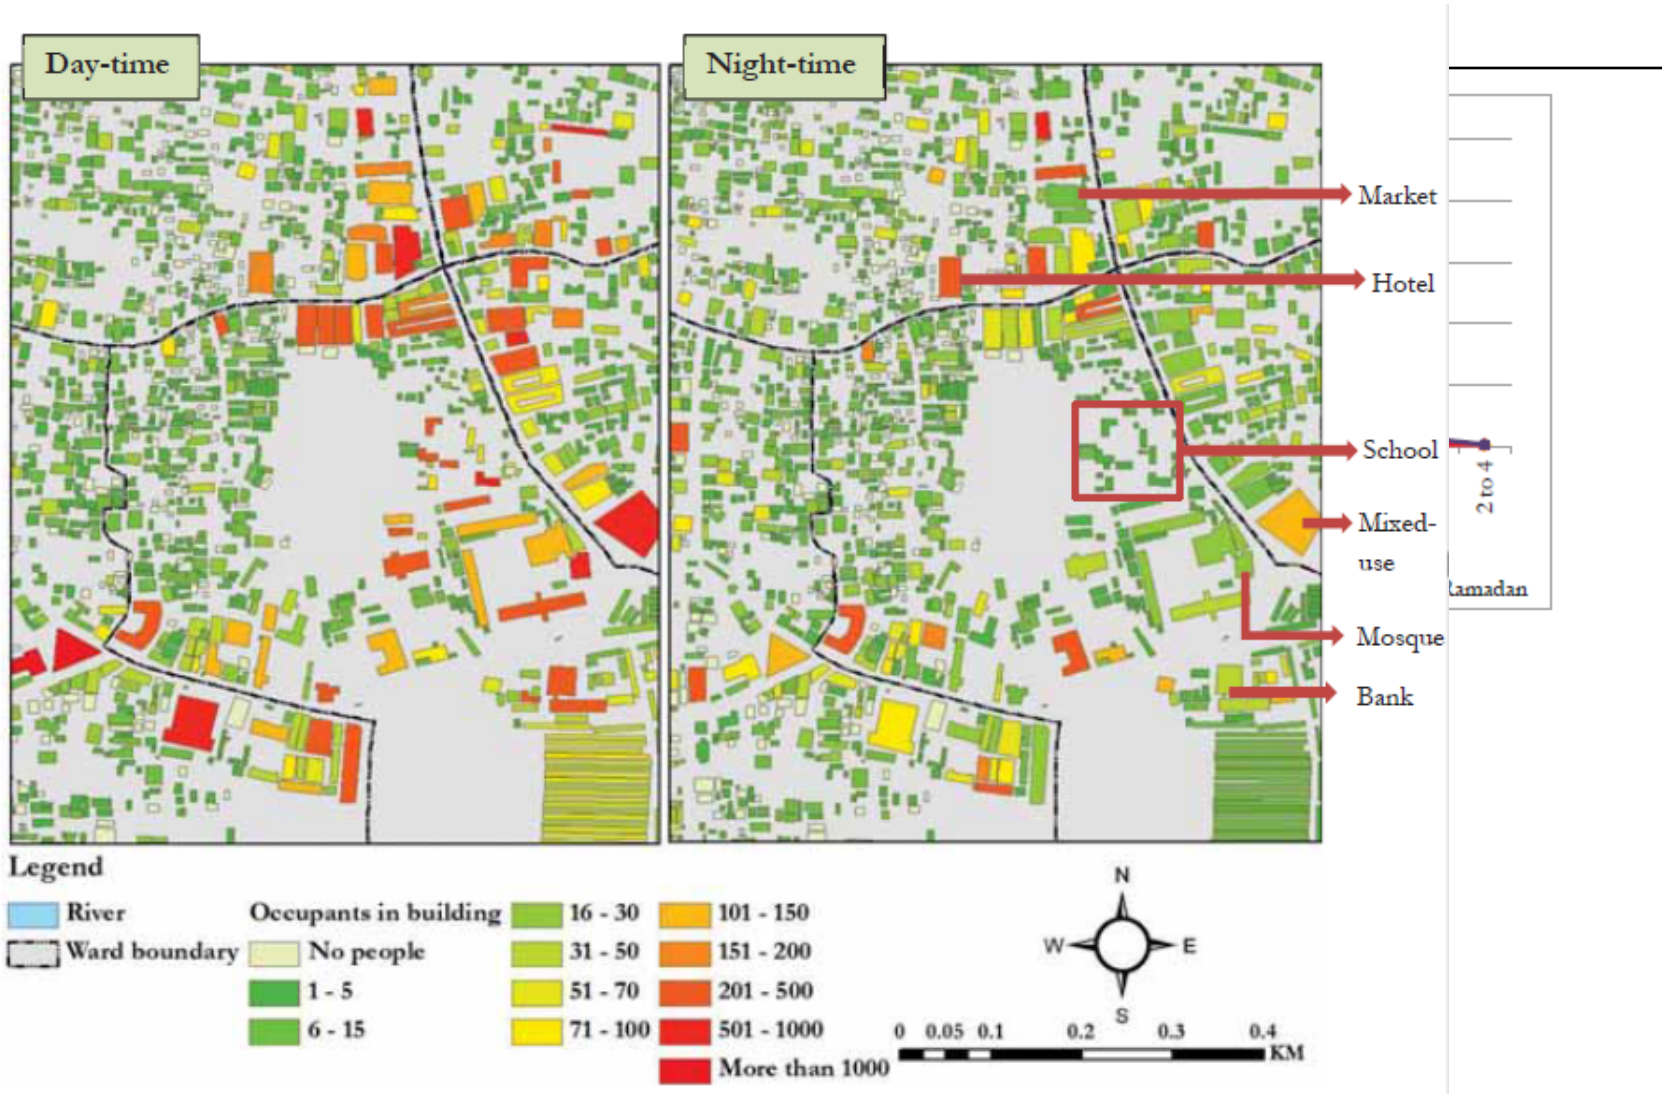 Day-time
Night-time
Market
Hotel
School
Mixed-
use
Mosque
Bank
2 to 4
Ramadan
Legend
River
Ward boundary
Occupants in building
No people
1 - 5
6 - 15
16 - 30
31 - 50
51 - 70
71 - 100
101 - 150
151 - 200
201 - 500
501 - 1000
More than 1000
N
W
E
S
0 0.05 0.1 0.2 0.3 0.4
KM